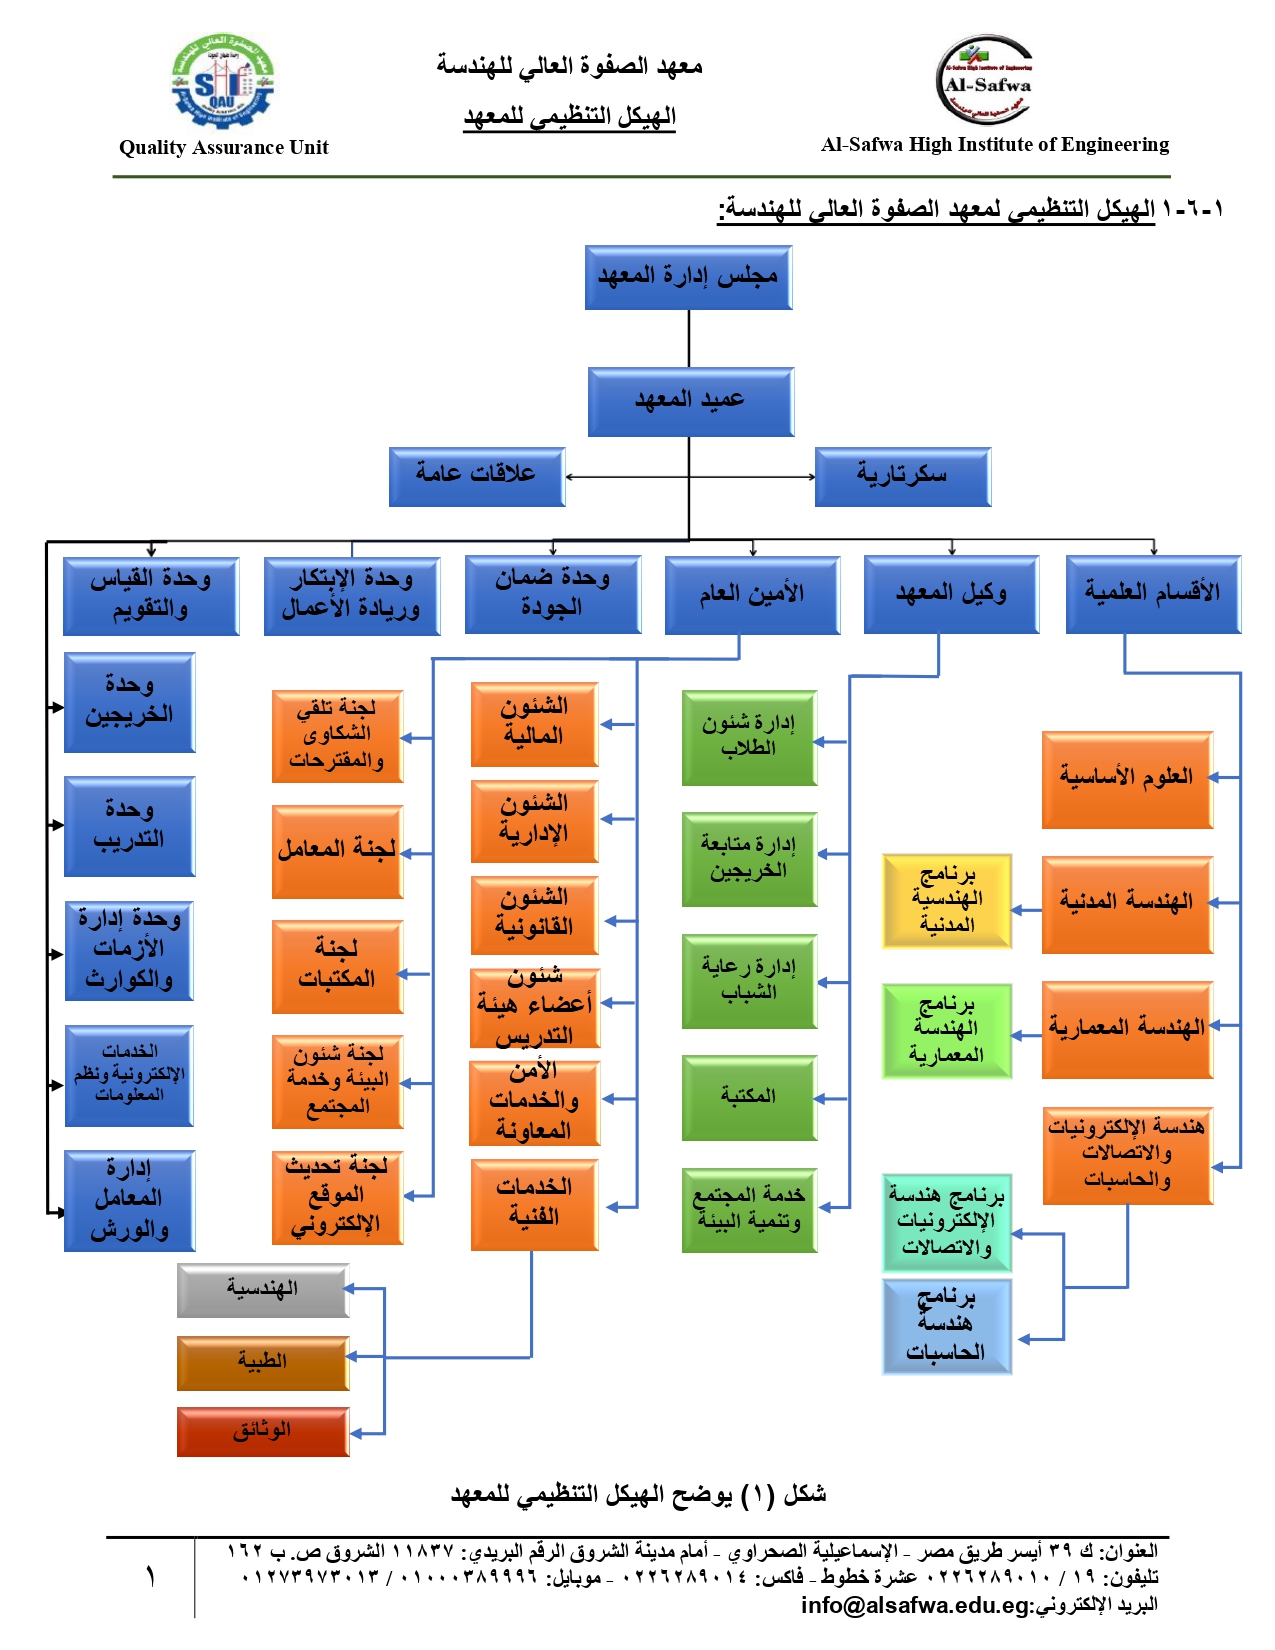 معهد الصفوة العالي للهندسة
الهيكل التنظيمي للمعهد
Al-Safwa
Al-Safwa High Institute of Engineering
QAU
Quality Assurance Unit
١-٦-١ الهيكل التنظيمي لمعهد الصفوة العالي للهندسة:
مجلس إدارة المعهد
عميد المعهد
سكرتارية
علاقات عامة
الأقسام العلمية
وكيل المعهد
الأمين العام
وحدة ضمان
الجودة
وحدة الإبتكار
وريادة الأعمال
وحدة القياس
والتقويم
العلوم الأساسية
الهندسة المدنية
الهندسة المعمارية
هندسة الإلكترونيات
والاتصالات
والحاسبات
برنامج
الهندسية
المدنية
برنامج
الهندسة
المعمارية
برنامج هندسة
الإلكترونيات
والاتصالات
برنامج
هندسة
الحاسبات
إدارة شئون
الطلاب
إدارة متابعة
الخريجين
إدارة رعاية
الشباب
المكتبة
خدمة المجتمع
وتنمية البيئة
الشئون
المالية
الشئون
الإدارية
الشئون
القانونية
شئون
أعضاء هيئة
التدريس
الأمن
والخدمات
المعاونة
الخدمات
الفنية
لجنة تلقي
الشكاوى
والمقترحات
لجنة المعامل
لجنة
المكتبات
لجنة شئون
البيئة وخدمة
المجتمع
لجنة تحديث
الموقع
الإلكتروني
وحدة
الخريجين
وحدة
التدريب
وحدة إدارة
الأزمات
والكوارث
الخدمات
الإلكترونية ونظم
المعلومات
إدارة
المعامل
والورش
الهندسية
الطبية
الوثائق
شكل (١) يوضح الهيكل التنظيمي للمعهد
العنوان: ك ٣٩ أيسر طريق مصر - الإسماعيلية الصحراوي - أمام مدينة الشروق الرقم البريدي: ١١٨٣٧ الشروق ص. ب ١٦٢
تليفون: ١٩ / ٠٢٢٦٢٨٩٠١٠ عشرة خطوط - فاكس: ٠٢٢٦٢٨٩٠١٤ - موبايل: ٠١٠٠٠٣٨٩٩٩٦ / ٠١٢٧٣٩٧٣٠١٣
البريد الإلكتروني:info@alsafwa.edu.eg
١